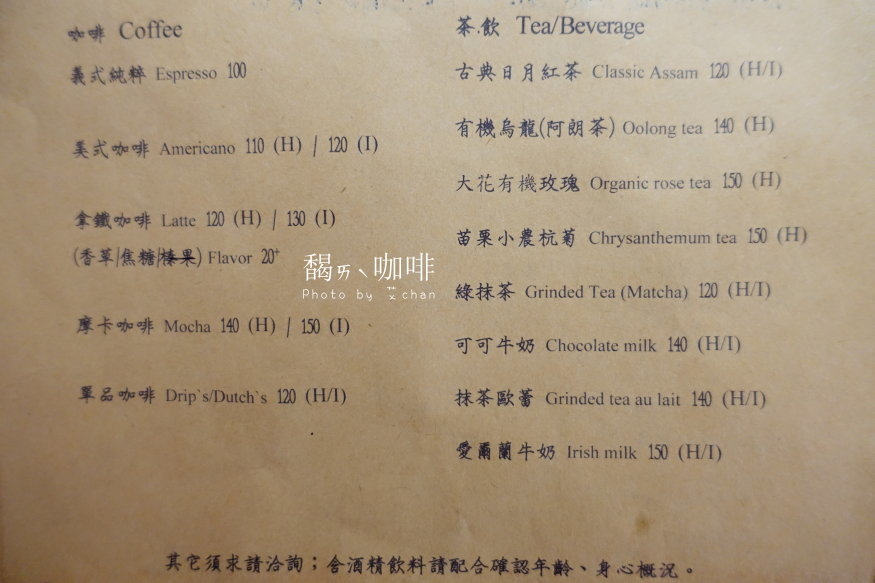 咖啡 Coffee
義式純粹 Espresso 100
美式咖啡 Americano 110 (H) / 120 (I)
拿鐵咖啡 Latte 120 (H) / 130 (I)
(香草/焦糖/榛果) Flavor 20⁺
摩卡咖啡 Mocha 140 (H) / 150 (I)
單品咖啡 Drip`s/Dutch`s 120 (H/I)
茶.飲 Tea/Beverage
古典日月紅茶 Classic Assam 120 (H/I)
有機烏龍(阿朗茶) Oolong tea 140 (H)
大花有機玫瑰 Organic rose tea 150 (H)
苗栗小農杭菊 Chrysanthemum tea 150 (H)
綠抹茶 Grinded Tea (Matcha) 120 (H/I)
可可牛奶 Chocolate milk 140 (H/I)
抹茶歐蕾 Grinded tea au lait 140 (H/I)
愛爾蘭牛奶 Irish milk 150 (H/I)
其它須求請洽詢；含酒精飲料請配合確認年齡、身心概況。
馤ㄞˋ咖啡
Photo by 艾chan